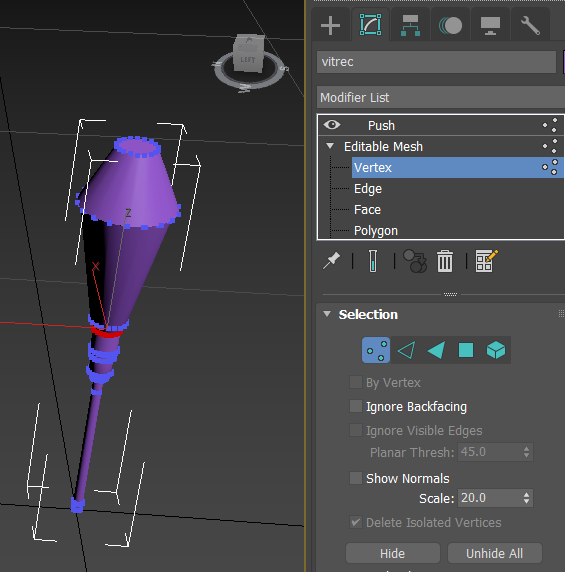 vitrec
Modifier List
Push
Editable Mesh
Vertex
Edge
Face
Polygon
Selection
By Vertex
Ignore Backfacing
Ignore Visible Edges
Planar Thresh: 45.0
Show Normals
Scale: 20.0
Delete Isolated Vertices
Hide Unhide All
Z
X